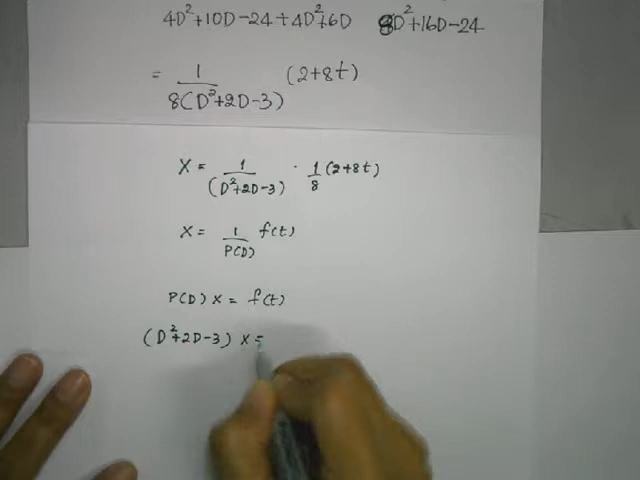 4D²+10D-24+4D²+6D 8D²+16D-24
= 1/8(D²+2D-3) (2+8t)
X = 1/(D²+2D-3) · 1/8 (2+8t)
X = 1/P(D) f(t)
P(D) X = f(t)
(D²+2D-3) X =